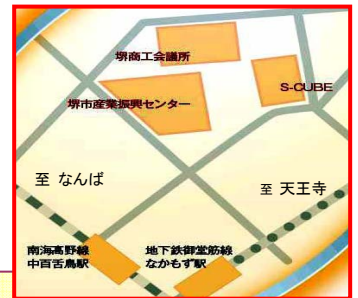 堺商工会議所
S-CUBE
堺市産業振興センター
至 なんば
至 天王寺
南海高野線
中百舌鳥駅
地下鉄御堂筋線
なかもず駅